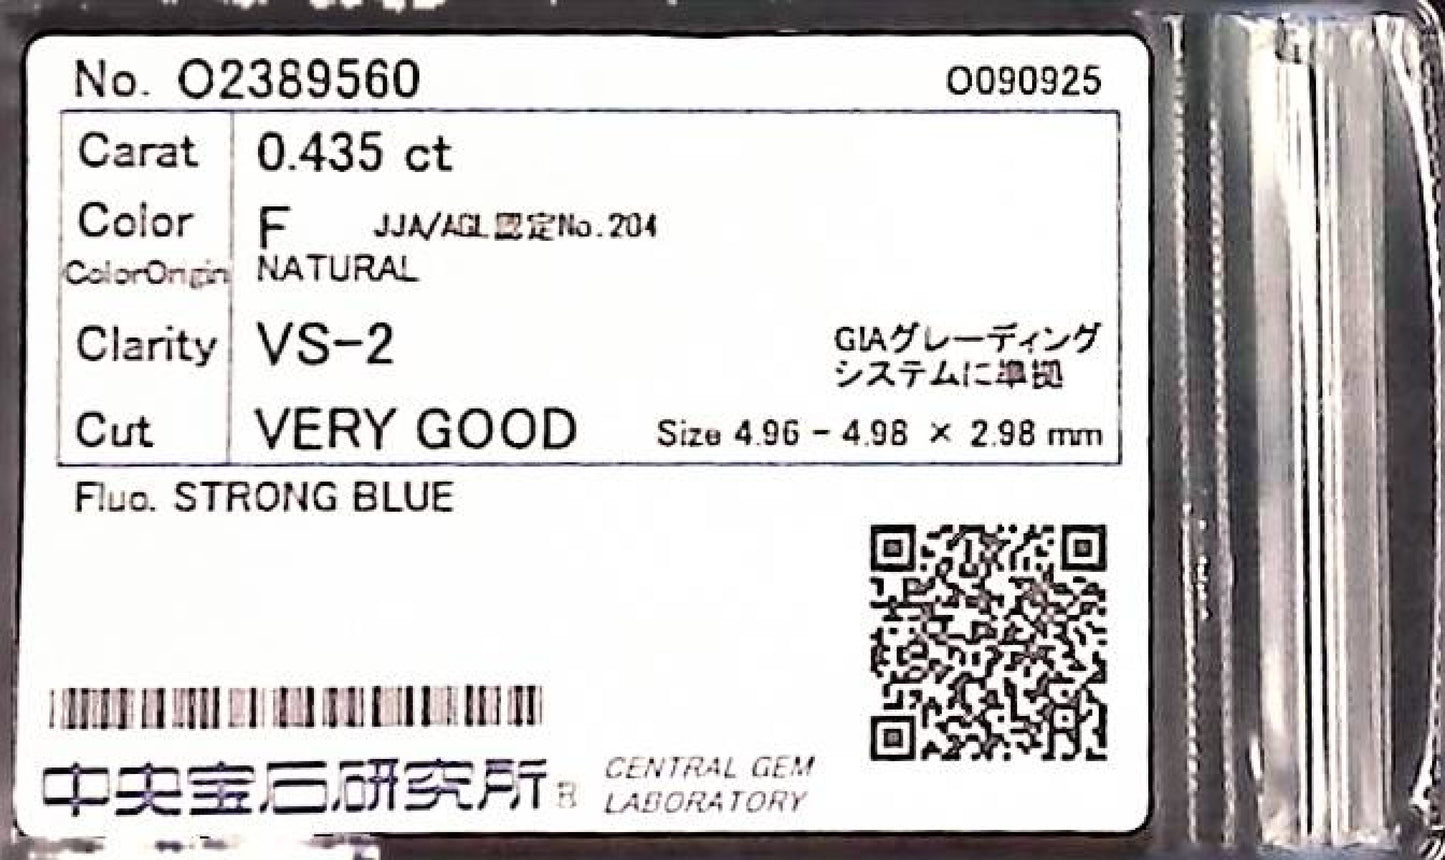 No. O2389560 O090925
Carat 0.435 ct
Color F JJA/AGL認定No.204
ColorOrigin NATURAL
Clarity VS-2 GIAグレーディング
システムに準拠
Cut VERY GOOD Size 4.96 - 4.98 × 2.98 mm
Fluo. STRONG BLUE
中央宝石研究所 R CENTRAL GEM
LABORATORY